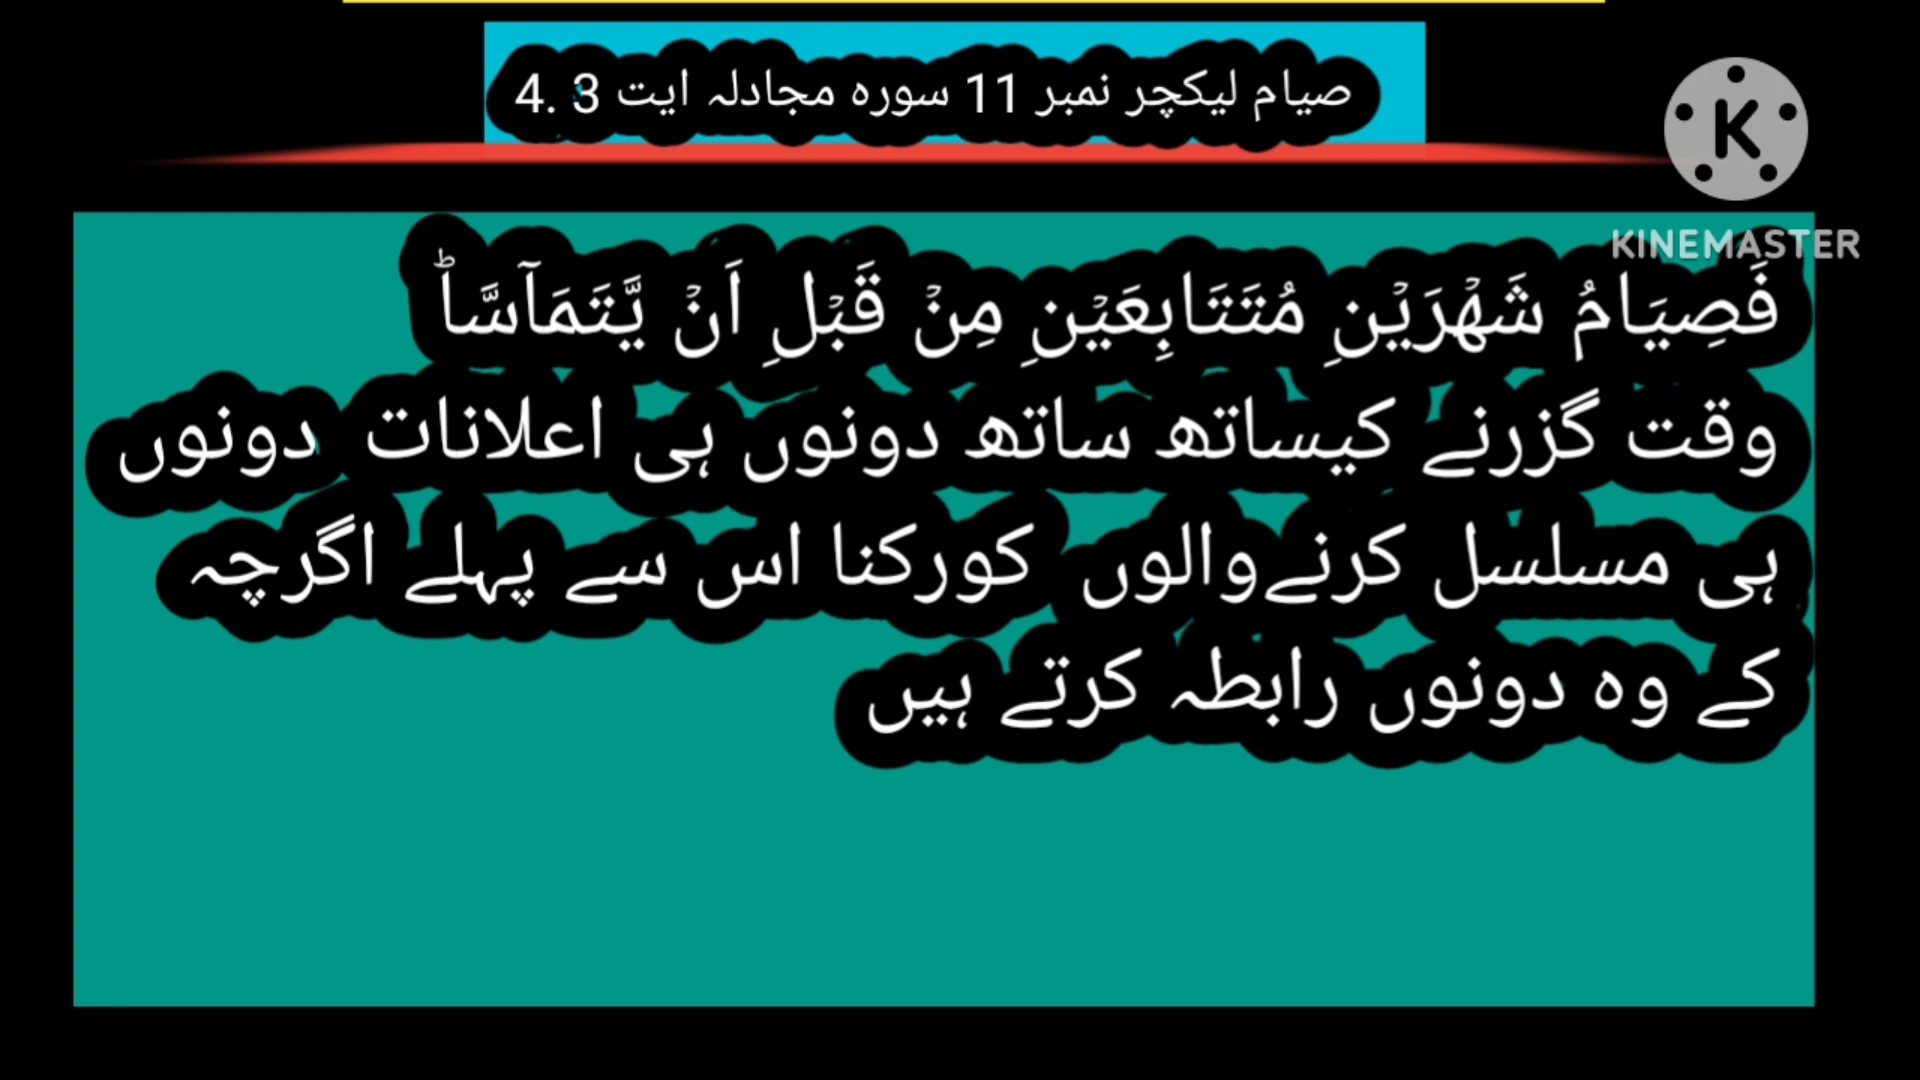 صیام لیکچر نمبر 11 سورہ مجادلہ ایت 3 .4
KINEMASTER
فَصِيَامُ شَهۡرَيۡنِ مُتَتَابِعَيۡنِ مِنۡ قَبۡلِ اَنۡ يَّتَمَآسَّا ؕ
وقت گزرنے کیساتھ ساتھ دونوں ہی اعلانات دونوں
ہی مسلسل کرنےوالوں کورکنا اس سے پہلے اگرچہ
کے وہ دونوں رابطہ کرتے ہیں